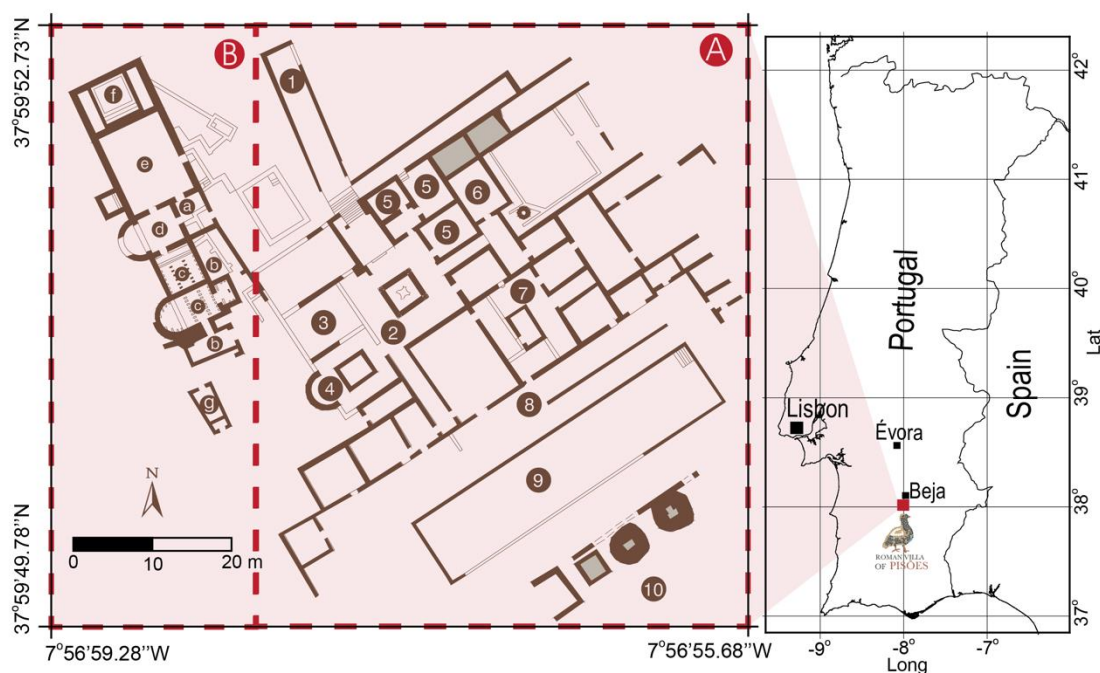 37°59'52.73"N
37°59'49.78"N
7°56'59.28"W
7°56'55.68"W
B
A
f
e
a
d
b
c
c
b
g
1
5
5
6
5
7
3
2
4
8
9
10
N
0
10
20 m
Portugal
Spain
Lisbon
Évora
Beja
ROMAN VILLA
OF PISÕES
42°
41°
40°
39°
38°
37°
Lat
-9°
-8°
-7°
Long